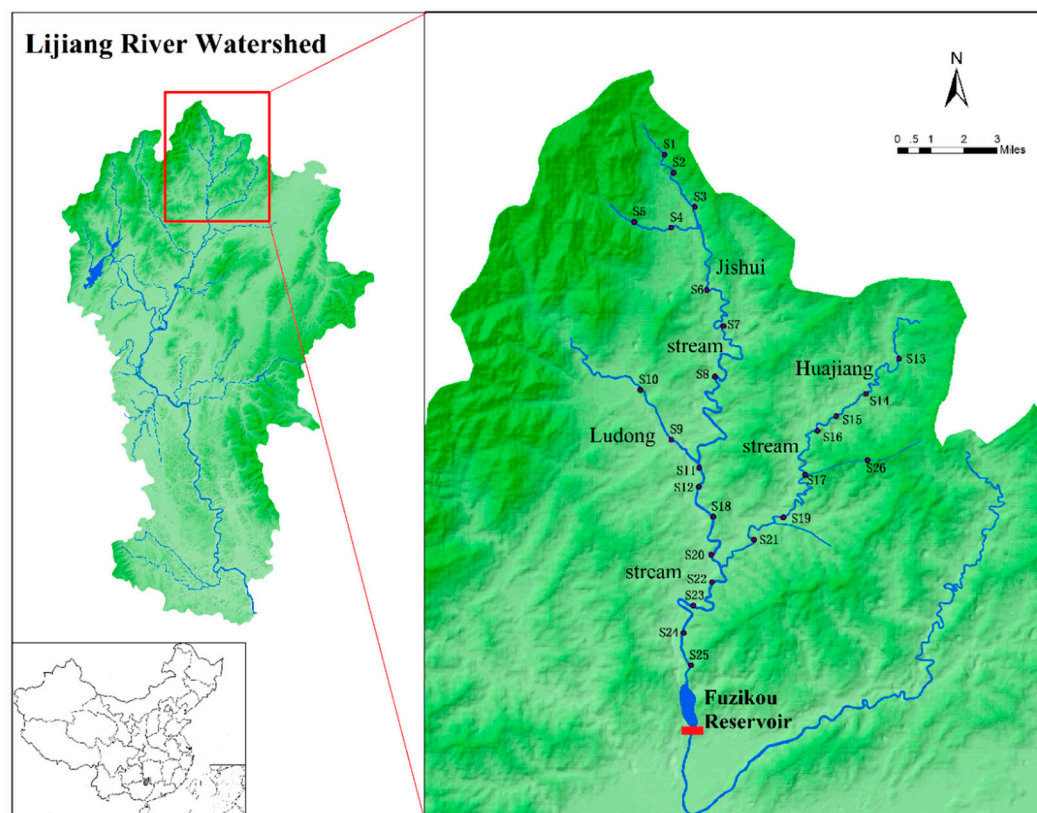 Lijiang River Watershed
N
0 .5 1 2 3
Miles
S1
S2
S3
S5
S4
Jishui
S6
S7
stream
S8
Huajiang
S13
S10
S14
S15
S16
Ludong
S9
stream
S26
S11
S17
S12
S18
S19
S21
S20
stream
S22
S23
S24
S25
Fuzikou
Reservoir